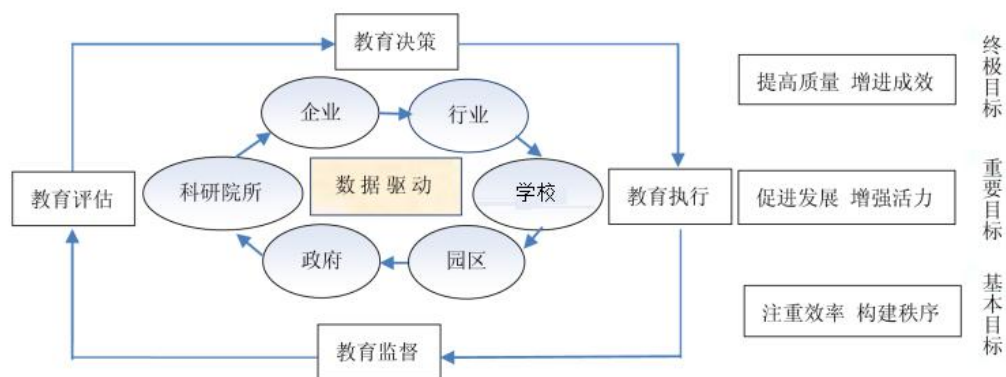 教育决策
终极目标
企业
行业
提高质量 增进成效
教育评估
科研院所
数据驱动
学校
教育执行
促进发展 增强活力
重要目标
政府
园区
注重效率 构建秩序
基本目标
教育监督